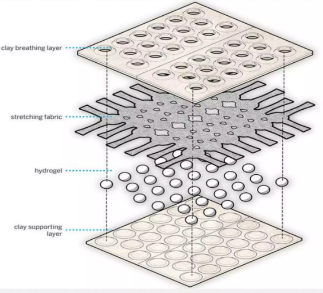 clay breathing layer
stretching fabric
hydrogel
clay supporting
layer